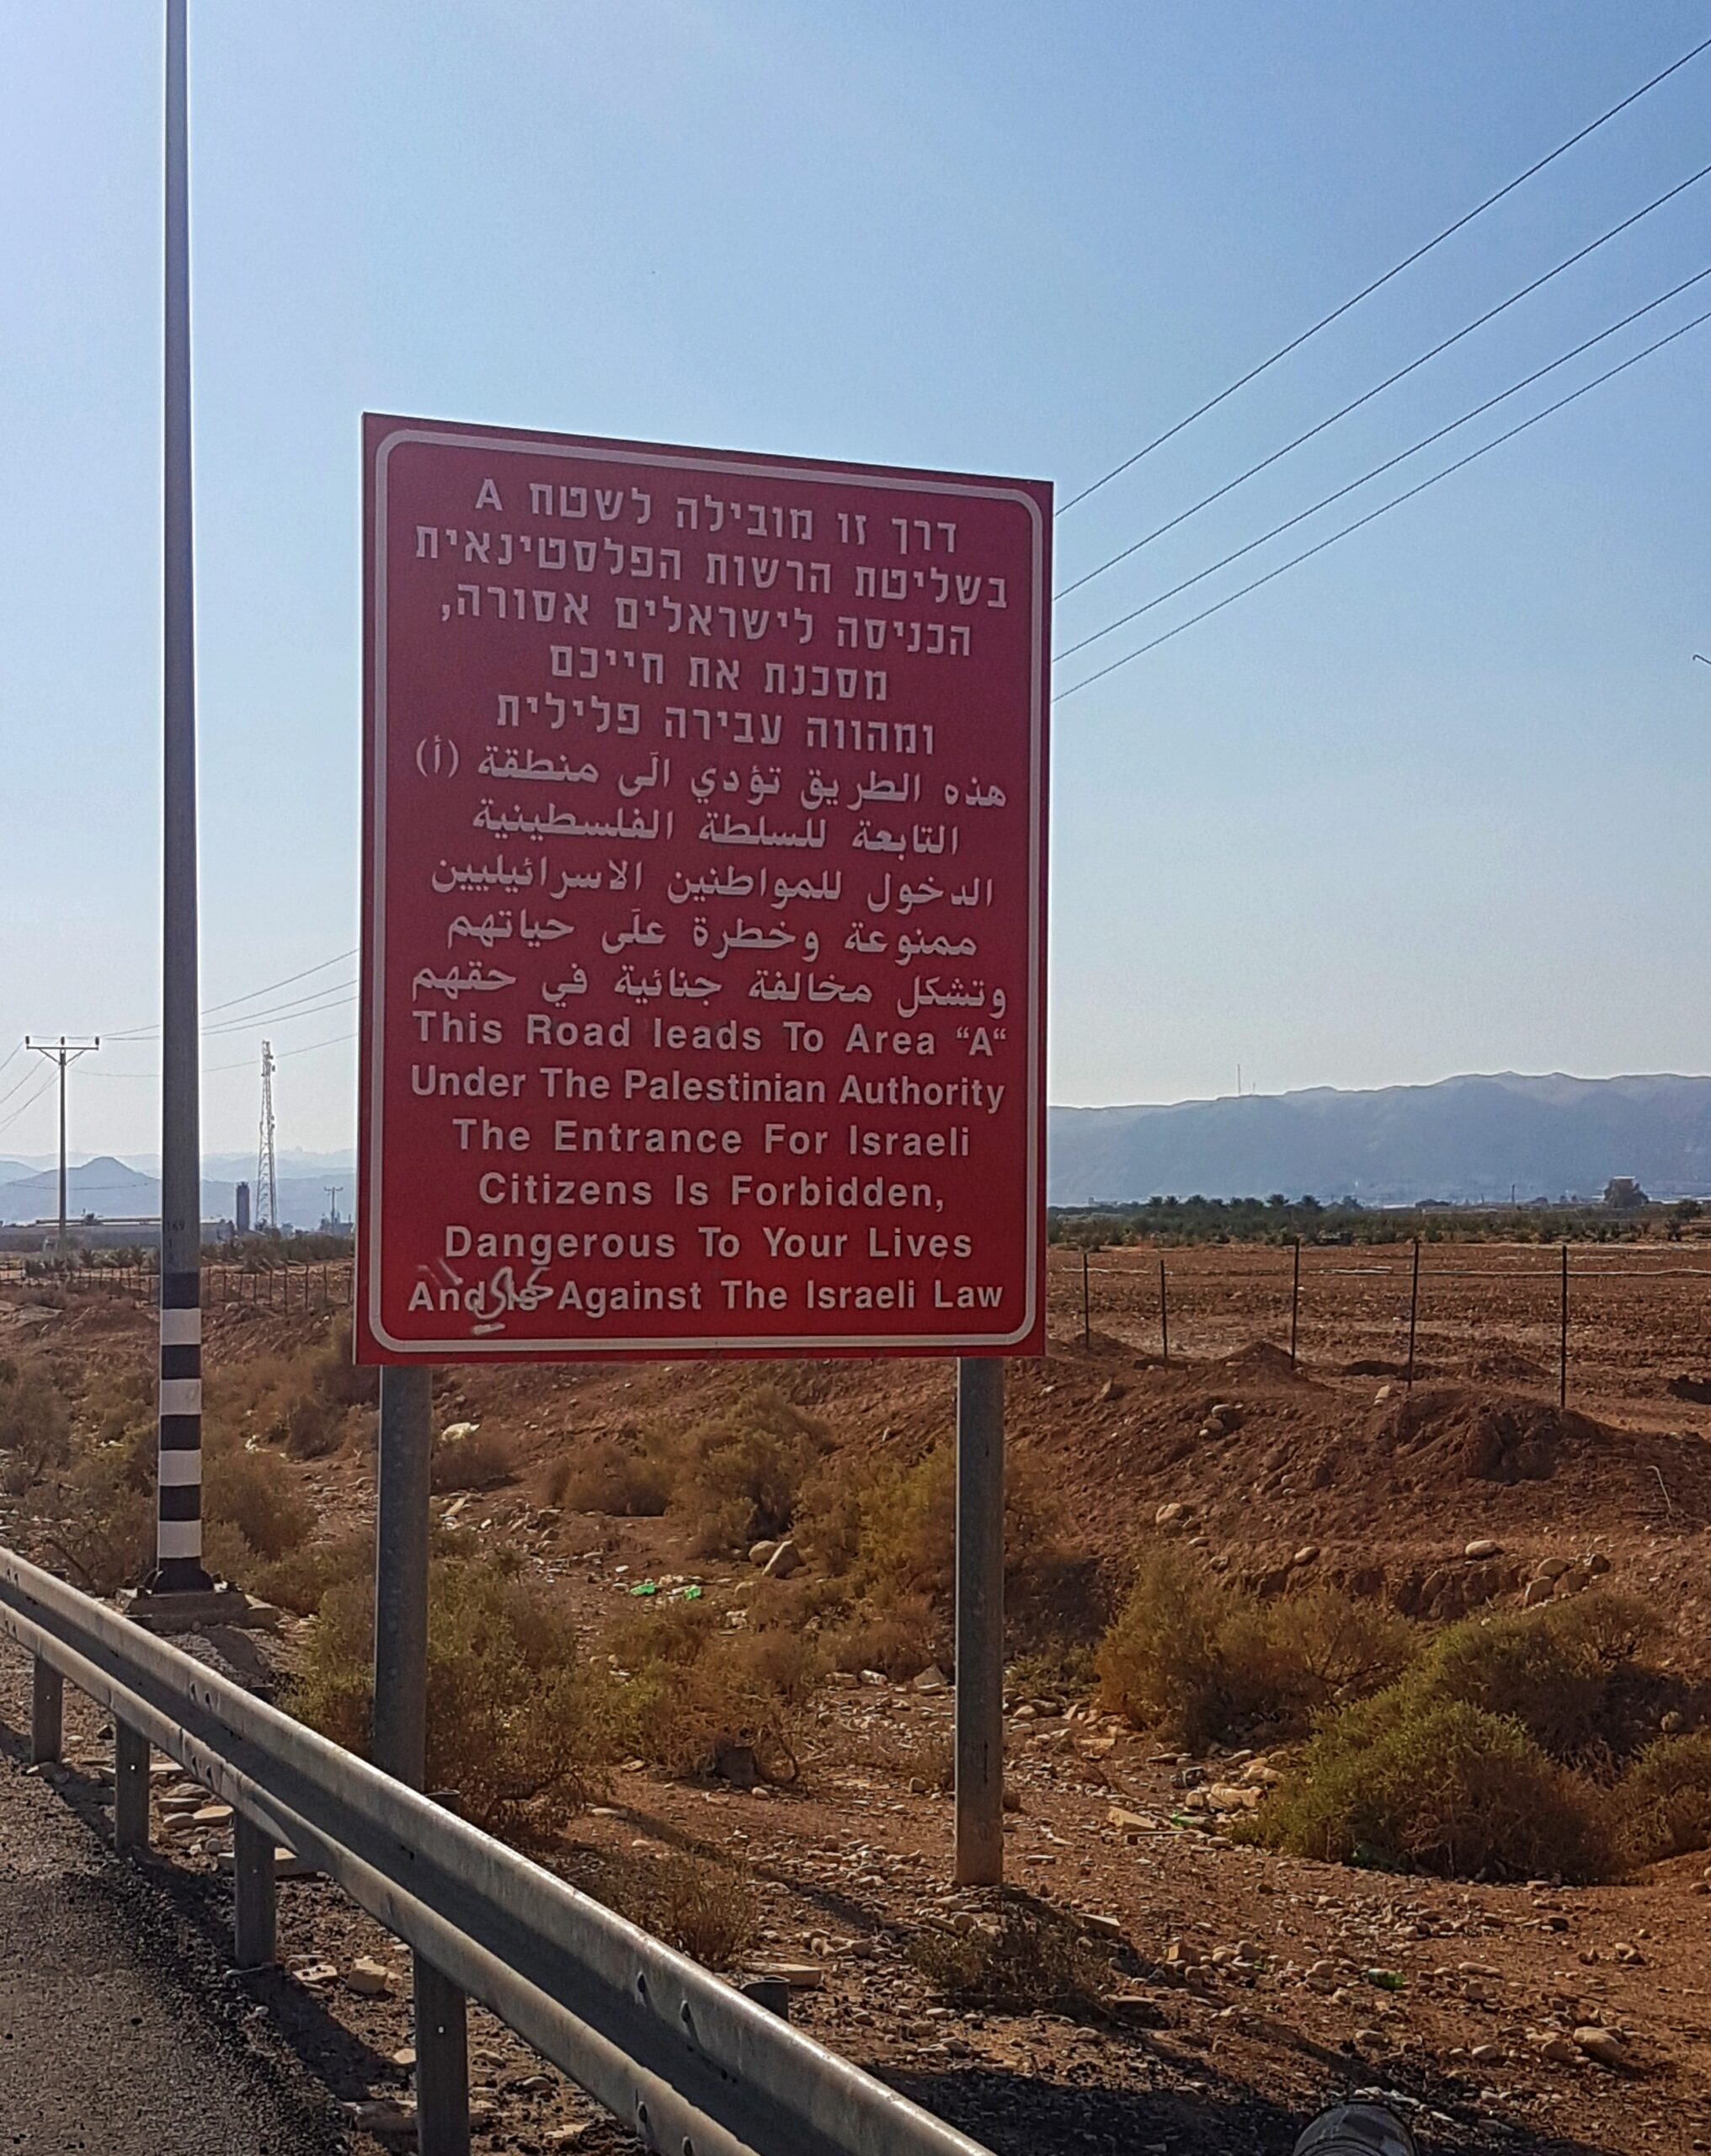 דרך זו מובילה לשטח A
בשליטת הרשות הפלסטינאית
הכניסה לישראלים אסורה,
מסכנת את חייכם
ומהווה עבירה פלילית
هذه الطريق تؤدي الَى منطقة (أ)
التابعة للسلطة الفلسطينية
الدخول للمواطنين الاسرائيليين
ممنوعة وخطرة علَى حياتهم
وتشكل مخالفة جنائية في حقهم
This Road leads To Area “A“
Under The Palestinian Authority
The Entrance For Israeli
Citizens Is Forbidden,
Dangerous To Your Lives
And Is Against The Israeli Law